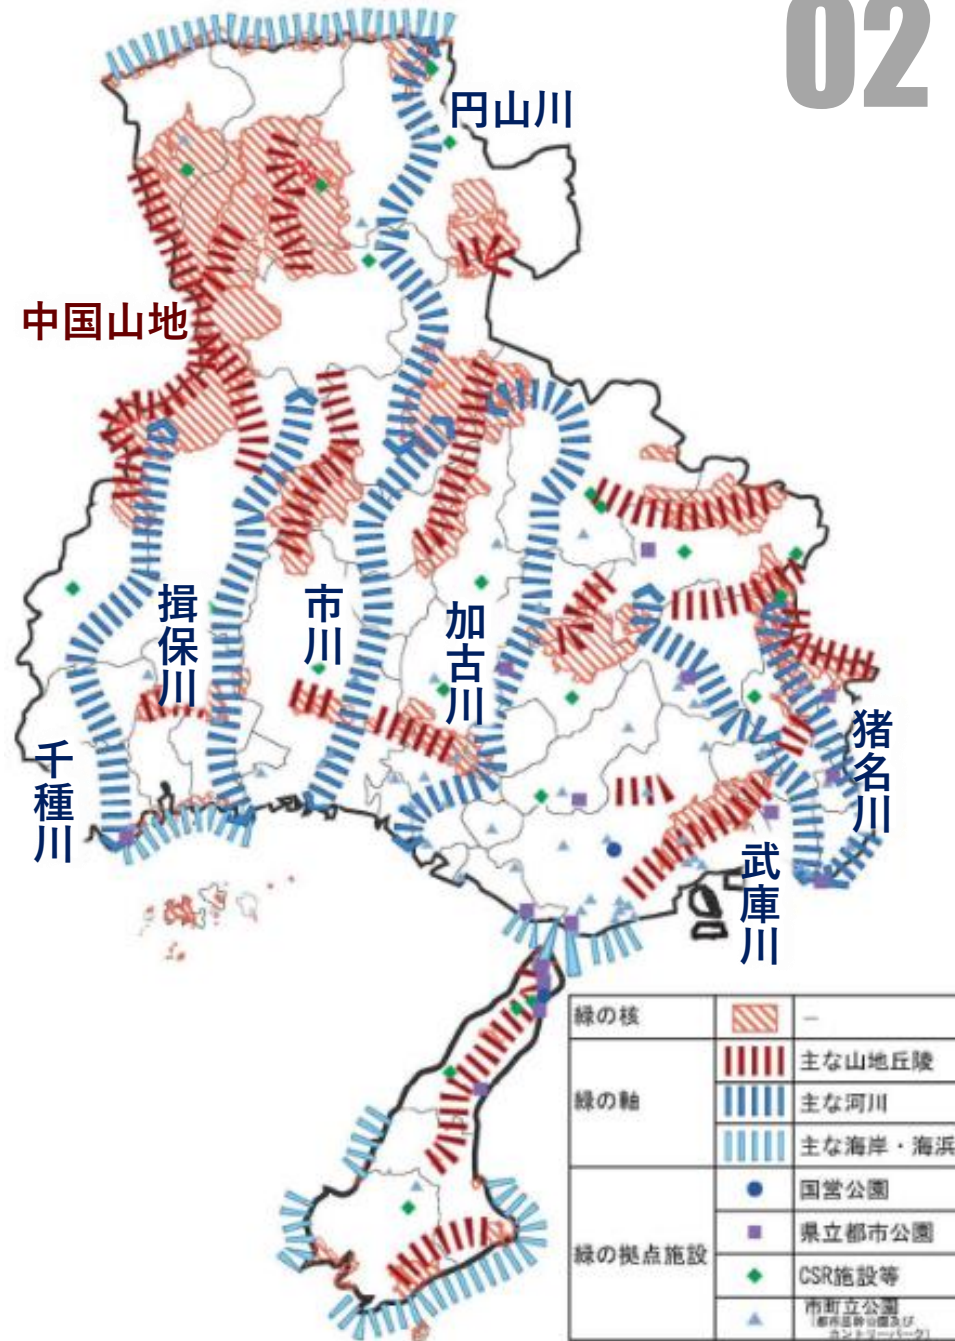 02
円山川
中国山地
揖保川
市川
加古川
千種川
猪名川
武庫川
緑の核
－
緑の軸
主な山地丘陵
主な河川
主な海岸・海浜
緑の拠点施設
国営公園
県立都市公園
CSR施設等
市町立公園